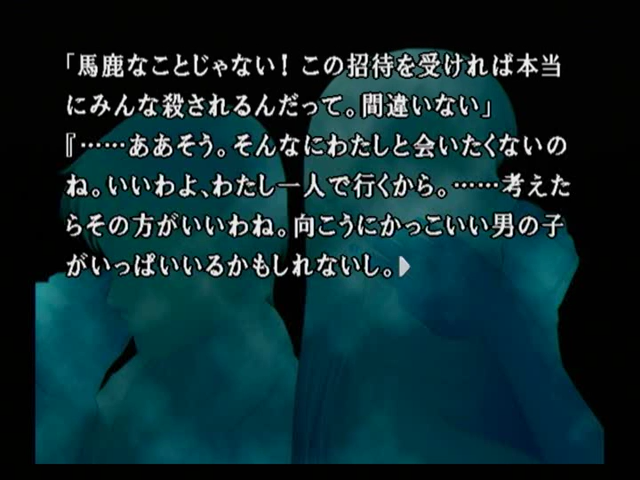 「馬鹿なことじゃない！この招待を受ければ本当
にみんな殺されるんだって。間違いない」
『……ああそう。そんなにわたしと会いたくないの
ね。いいわよ、わたし一人で行くから。……考えた
らその方がいいわね。向こうにかっこいい男の子
がいっぱいいるかもしれないし。